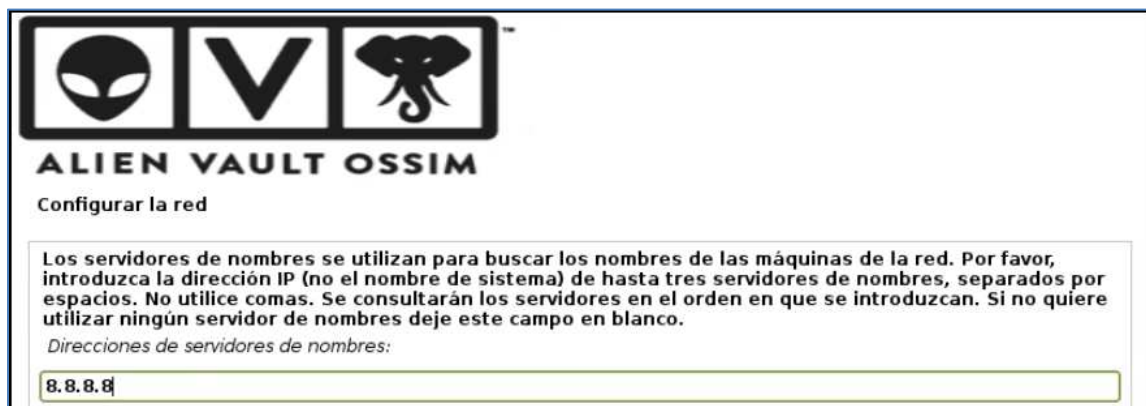 ™
ALIEN VAULT OSSIM
Configurar la red
Los servidores de nombres se utilizan para buscar los nombres de las máquinas de la red. Por favor,
introduzca la dirección IP (no el nombre de sistema) de hasta tres servidores de nombres, separados por
espacios. No utilice comas. Se consultarán los servidores en el orden en que se introduzcan. Si no quiere
utilizar ningún servidor de nombres deje este campo en blanco.
Direcciones de servidores de nombres:
8.8.8.8